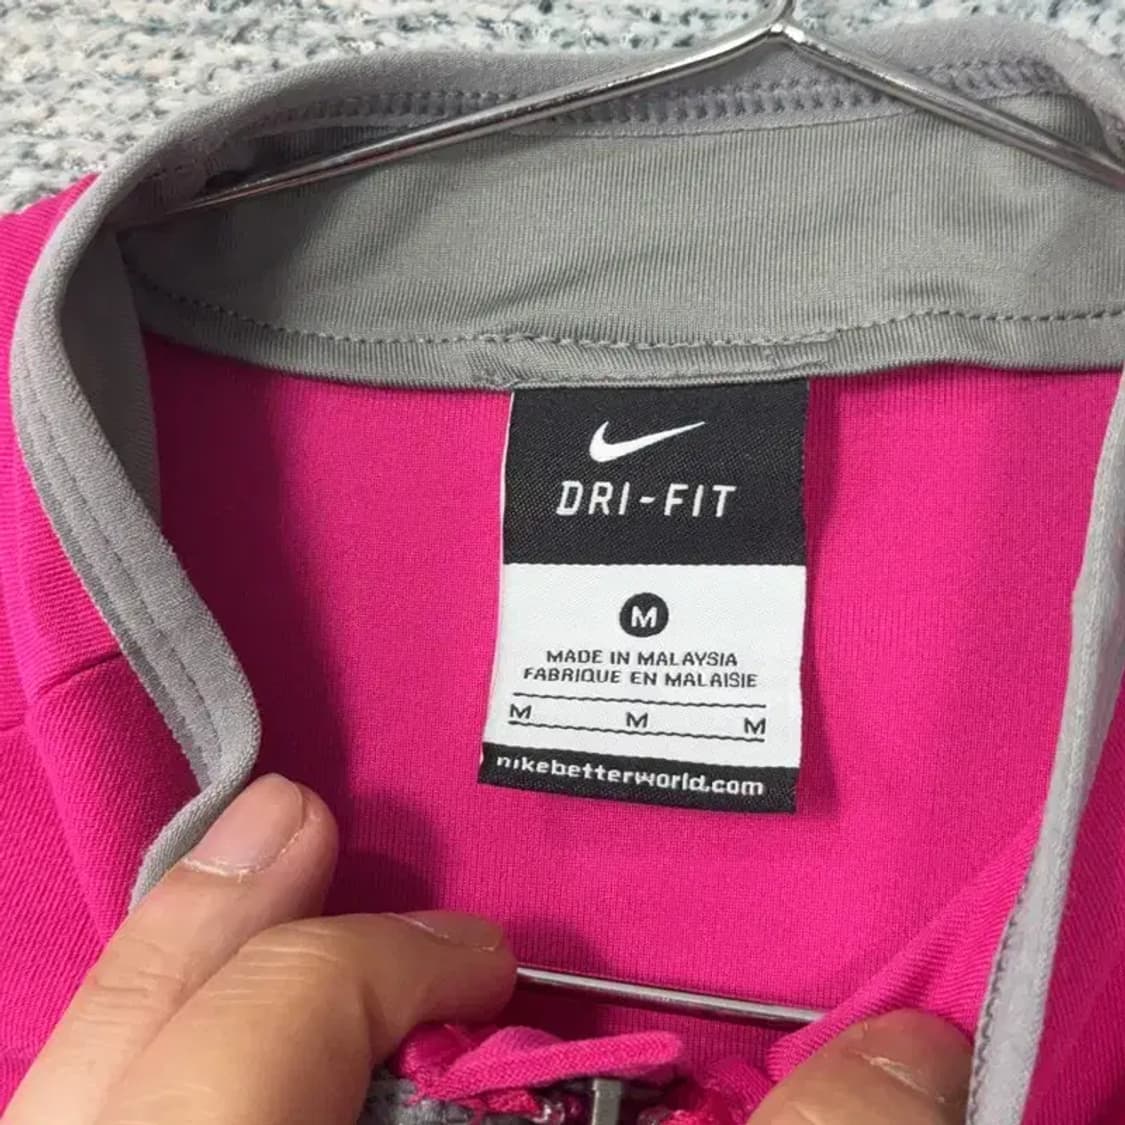 DRI-FIT
M
MADE IN MALAYSIA
FABRIQUE EN MALAISIE
M M M
nikebetterworld.com